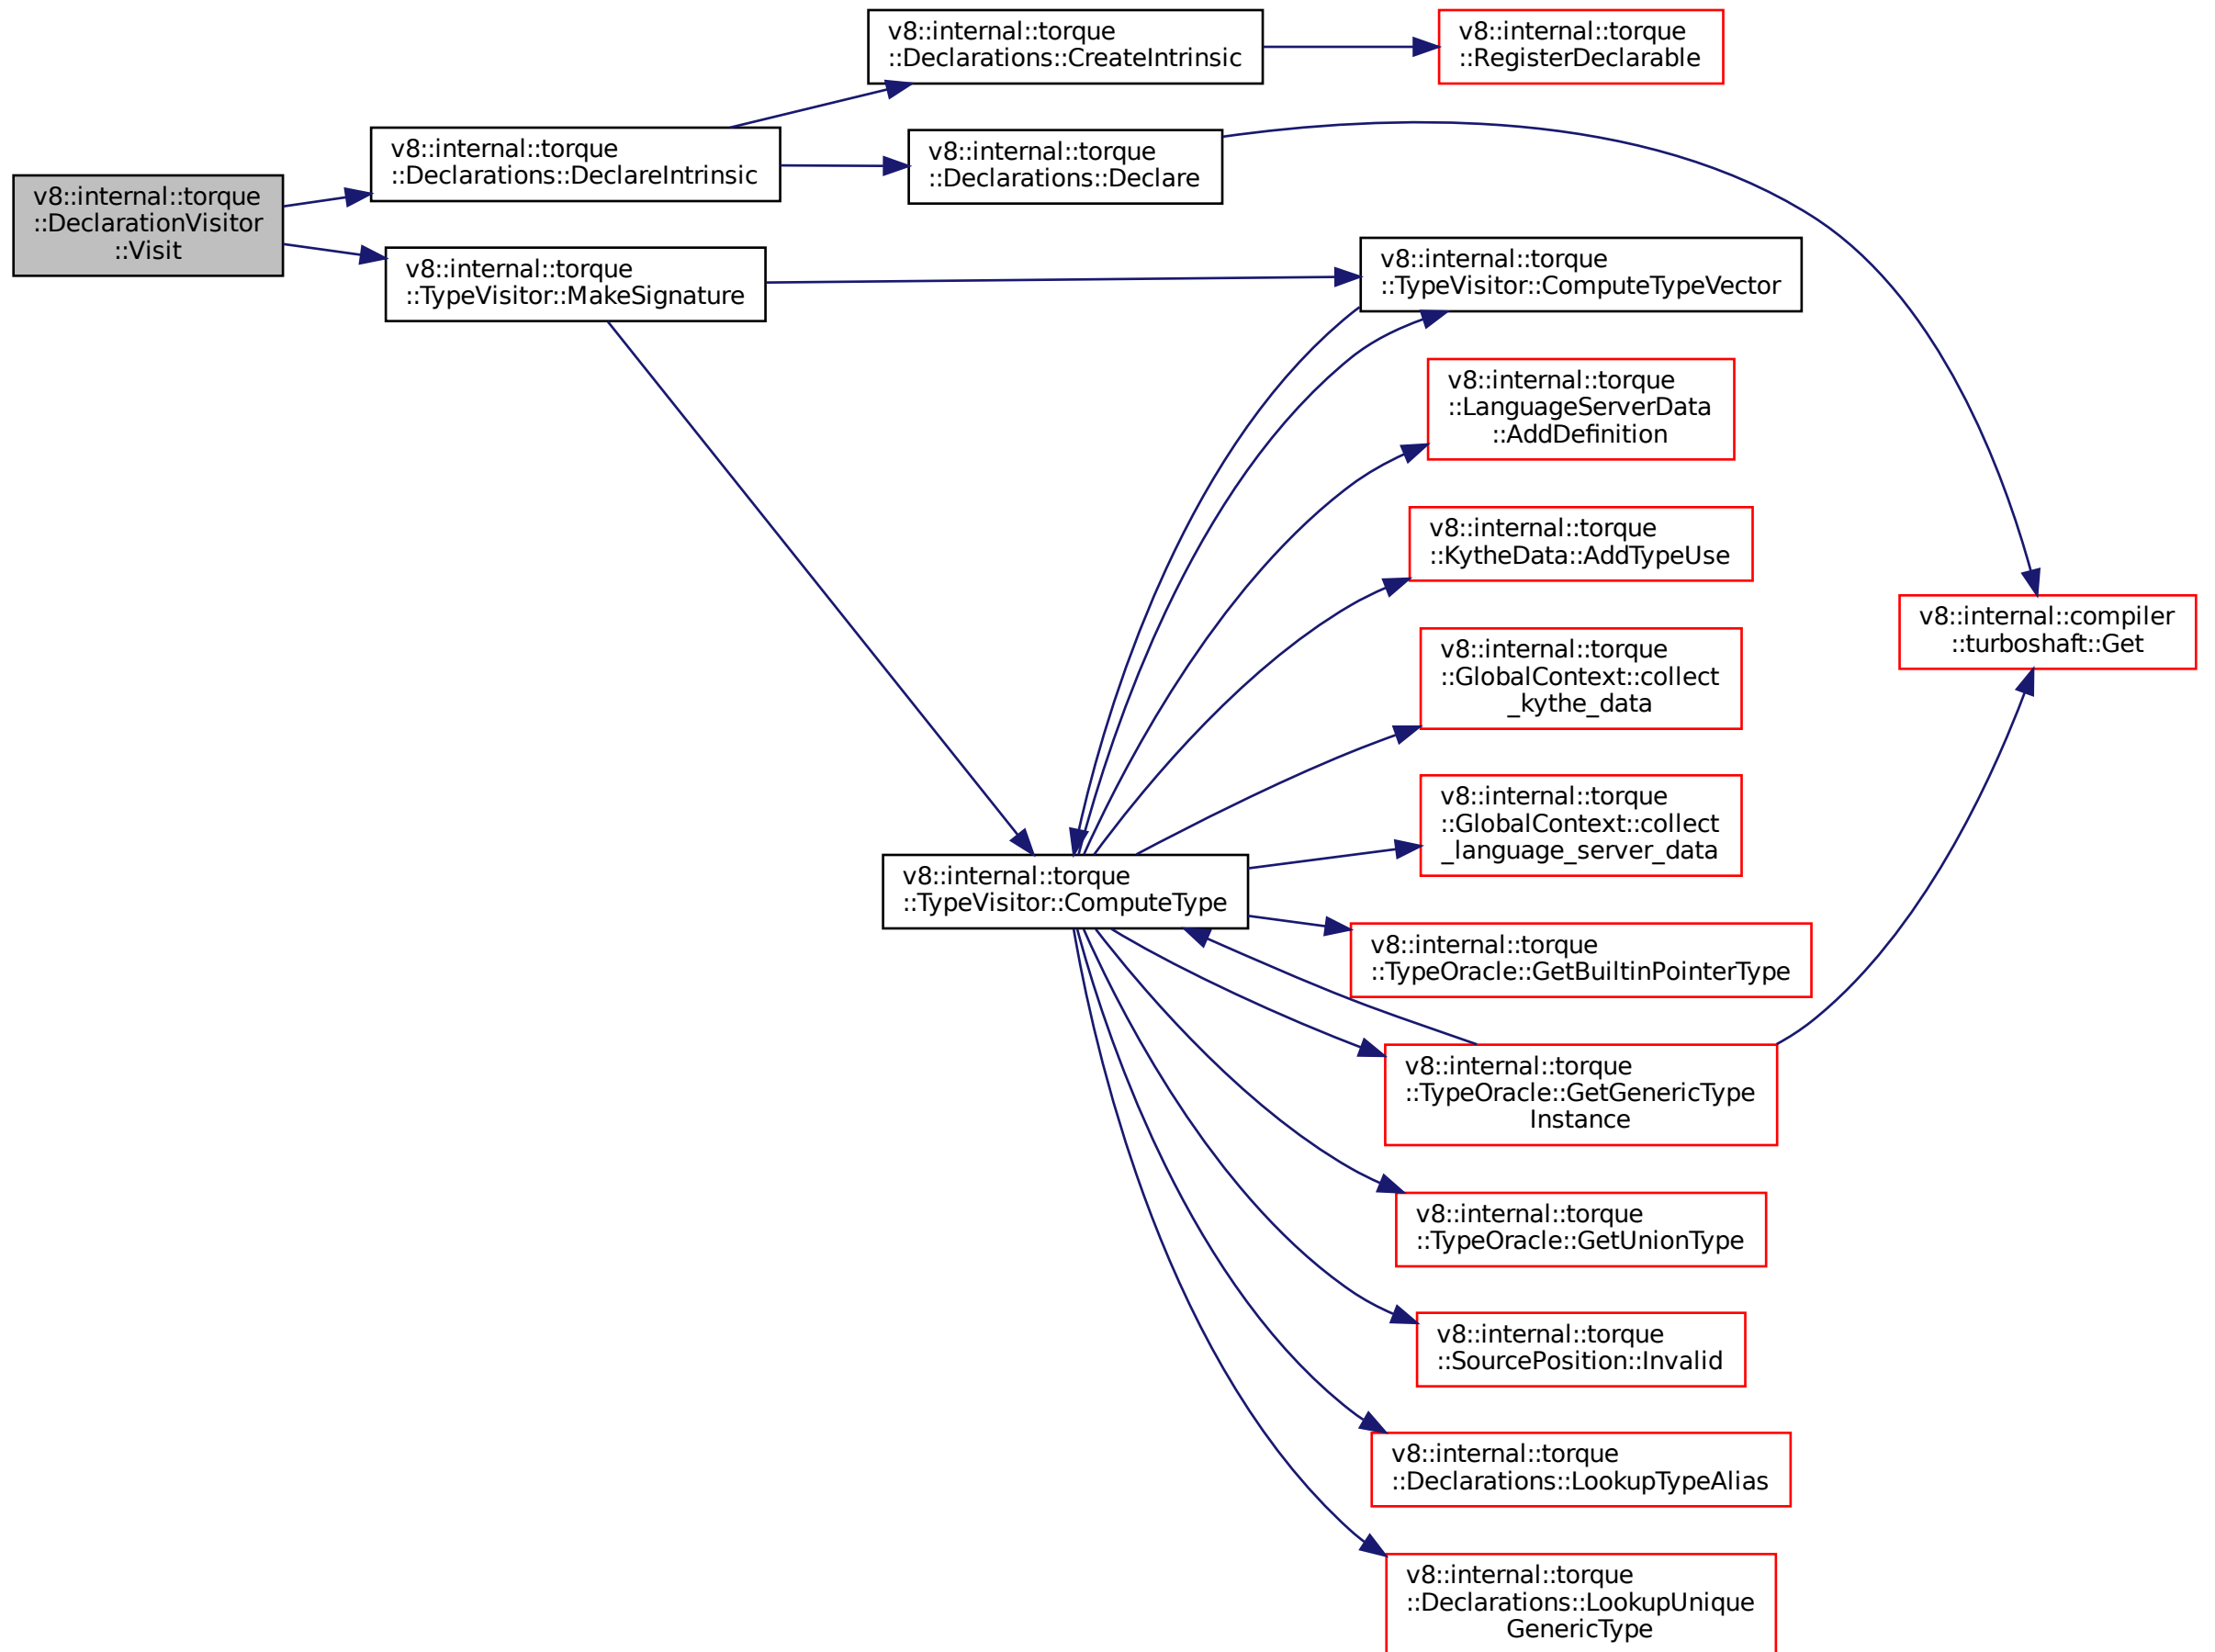 v8::internal::torque
::DeclarationVisitor
::Visit
v8::internal::torque
::Declarations::DeclareIntrinsic
v8::internal::torque
::Declarations::CreateIntrinsic
v8::internal::torque
::RegisterDeclarable
v8::internal::torque
::Declarations::Declare
v8::internal::torque
::TypeVisitor::MakeSignature
v8::internal::torque
::TypeVisitor::ComputeTypeVector
v8::internal::torque
::LanguageServerData
::AddDefinition
v8::internal::torque
::KytheData::AddTypeUse
v8::internal::compiler
::turboshaft::Get
v8::internal::torque
::GlobalContext::collect
_kythe_data
v8::internal::torque
::GlobalContext::collect
_language_server_data
v8::internal::torque
::TypeVisitor::ComputeType
v8::internal::torque
::TypeOracle::GetBuiltinPointerType
v8::internal::torque
::TypeOracle::GetGenericType
Instance
v8::internal::torque
::TypeOracle::GetUnionType
v8::internal::torque
::SourcePosition::Invalid
v8::internal::torque
::Declarations::LookupTypeAlias
v8::internal::torque
::Declarations::LookupUnique
GenericType